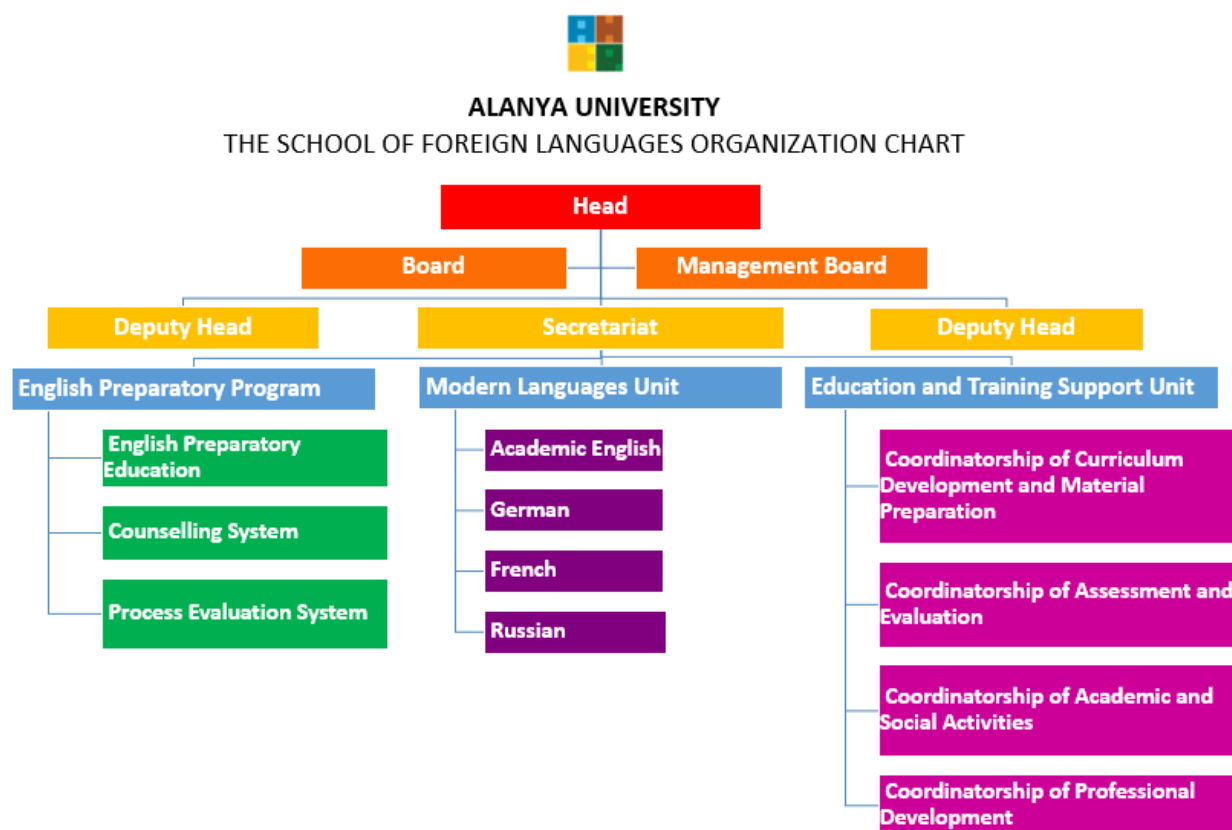 ALANYA UNIVERSITY
THE SCHOOL OF FOREIGN LANGUAGES ORGANIZATION CHART
Head
Board
Management Board
Deputy Head
Secretariat
Deputy Head
English Preparatory Program
English Preparatory
Education
Counselling System
Process Evaluation System
Modern Languages Unit
Academic English
German
French
Russian
Education and Training Support Unit
Coordinatorship of Curriculum
Development and Material
Preparation
Coordinatorship of Assessment and
Evaluation
Coordinatorship of Academic and
Social Activities
Coordinatorship of Professional
Development